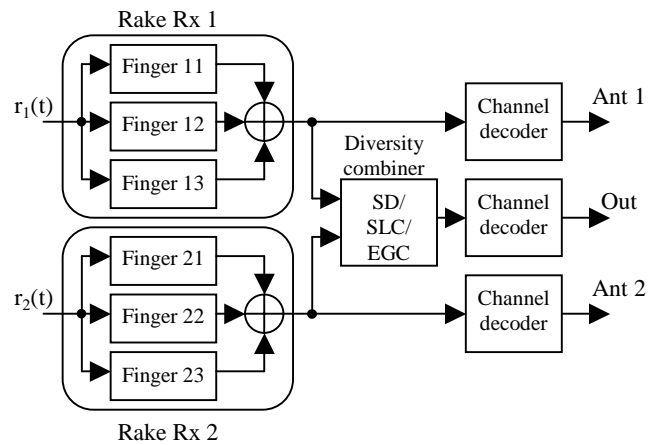 Rake Rx 1
r1(t)
Finger 11
Finger 12
Finger 13
Channel
decoder
Ant 1
Diversity
combiner
SD/
SLC/
EGC
Channel
decoder
Out
r2(t)
Finger 21
Finger 22
Finger 23
Channel
decoder
Ant 2
Rake Rx 2